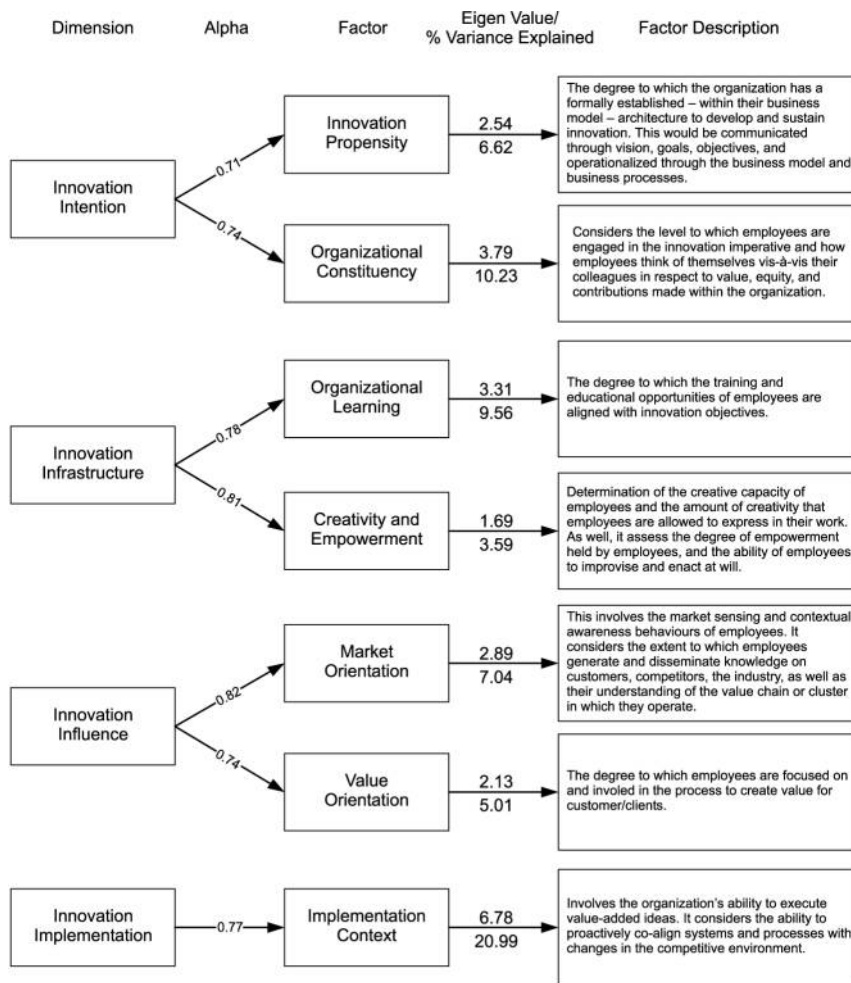 Dimension
Alpha
Factor
Eigen Value/
% Variance Explained
Factor Description
Innovation
Intention
0.71
Innovation
Propensity
2.54
6.62
The degree to which the organization has a
formally established – within their business
model – architecture to develop and sustain
innovation. This would be communicated
through vision, goals, objectives, and
operationalized through the business model and
business processes.
0.74
Organizational
Constituency
3.79
10.23
Considers the level to which employees are
engaged in the innovation imperative and how
employees think of themselves vis-à-vis their
colleagues in respect to value, equity, and
contributions made within the organization.
Innovation
Infrastructure
0.78
Organizational
Learning
3.31
9.56
The degree to which the training and
educational opportunities of employees are
aligned with innovation objectives.
0.81
Creativity and
Empowerment
1.69
3.59
Determination of the creative capacity of
employees and the amount of creativity that
employees are allowed to express in their work.
As well, it assess the degree of empowerment
held by employees, and the ability of employees
to improvise and enact at will.
Innovation
Influence
0.82
Market
Orientation
2.89
7.04
This involves the market sensing and contextual
awareness behaviours of employees. It
considers the extent to which employees
generate and disseminate knowledge on
customers, competitors, the industry, as well as
their understanding of the value chain or cluster
in which they operate.
0.74
Value
Orientation
2.13
5.01
The degree to which employees are focused on
and involed in the process to create value for
customer/clients.
Innovation
Implementation
0.77
Implementation
Context
6.78
20.99
Involves the organization's ability to execute
value-added ideas. It considers the ability to
proactively co-align systems and processes with
changes in the competitive environment.